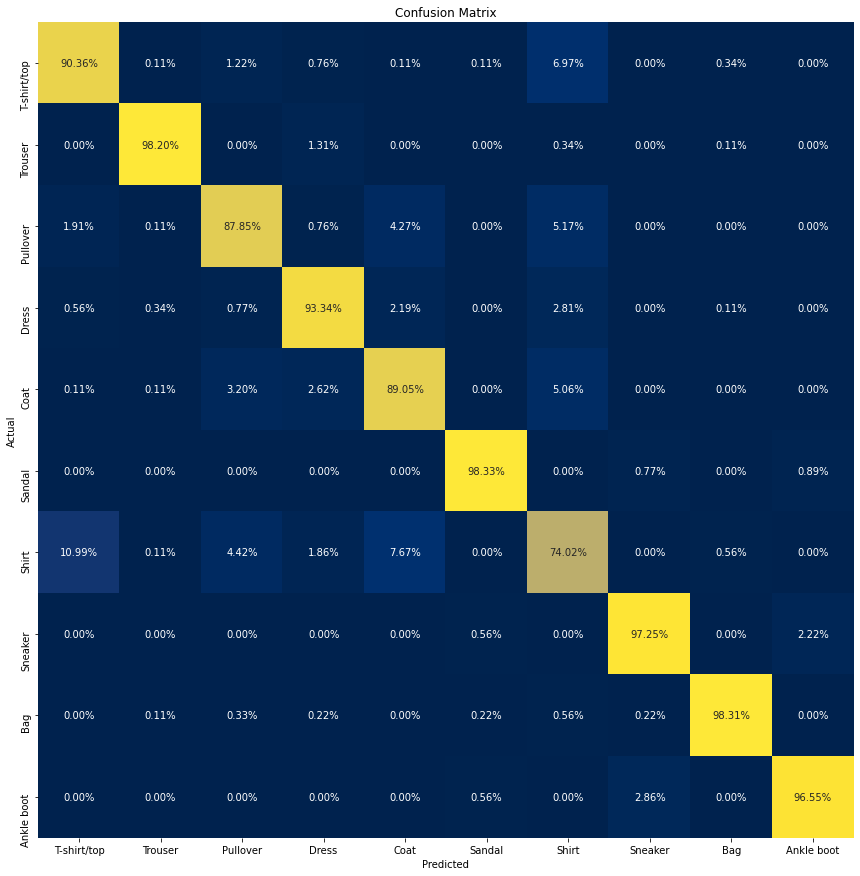 Confusion Matrix
T-shirt/top 90.36% 0.11% 1.22% 0.76% 0.11% 0.11% 6.97% 0.00% 0.34% 0.00%
Trouser 0.00% 98.20% 0.00% 1.31% 0.00% 0.00% 0.34% 0.00% 0.11% 0.00%
Pullover 1.91% 0.11% 87.85% 0.76% 4.27% 0.00% 5.17% 0.00% 0.00% 0.00%
Dress 0.56% 0.34% 0.77% 93.34% 2.19% 0.00% 2.81% 0.00% 0.11% 0.00%
Coat 0.11% 0.11% 3.20% 2.62% 89.05% 0.00% 5.06% 0.00% 0.00% 0.00%
Actual
Sandal 0.00% 0.00% 0.00% 0.00% 0.00% 98.33% 0.00% 0.77% 0.00% 0.89%
Shirt 10.99% 0.11% 4.42% 1.86% 7.67% 0.00% 74.02% 0.00% 0.56% 0.00%
Sneaker 0.00% 0.00% 0.00% 0.00% 0.00% 0.56% 0.00% 97.25% 0.00% 2.22%
Bag 0.00% 0.11% 0.33% 0.22% 0.00% 0.22% 0.56% 0.22% 98.31% 0.00%
Ankle boot 0.00% 0.00% 0.00% 0.00% 0.00% 0.56% 0.00% 2.86% 0.00% 96.55%
T-shirt/top Trouser Pullover Dress Coat Sandal Shirt Sneaker Bag Ankle boot
Predicted